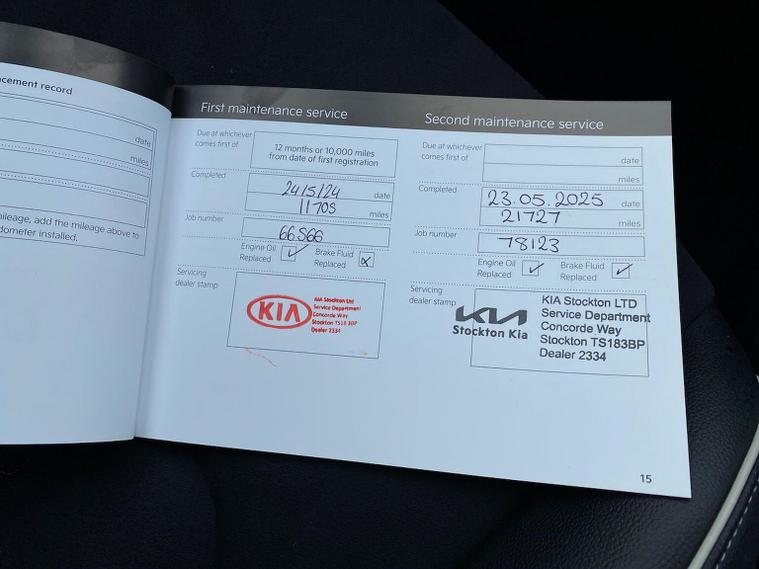 cement record
date
miles
ileage, add the mileage above to
dometer installed.
First maintenance service
Due at whichever
comes first of
12 months or 10,000 miles
from date of first registration
Completed
24/5/24 date
11705 miles
Job number
66566
Engine Oil
Replaced
Brake Fluid
Replaced
Servicing
dealer stamp
KIA
KIA Stockton Ltd
Service Department
Concorde Way
Stockton TS18 3BP
Dealer 2334
Second maintenance service
Due at whichever
comes first of
date
miles
Completed
23.05.2025 date
21727 miles
Job number
78123
Engine Oil
Replaced
Brake Fluid
Replaced
Servicing
dealer stamp
KIA
Stockton Kia
KIA Stockton LTD
Service Department
Concorde Way
Stockton TS183BP
Dealer 2334
15